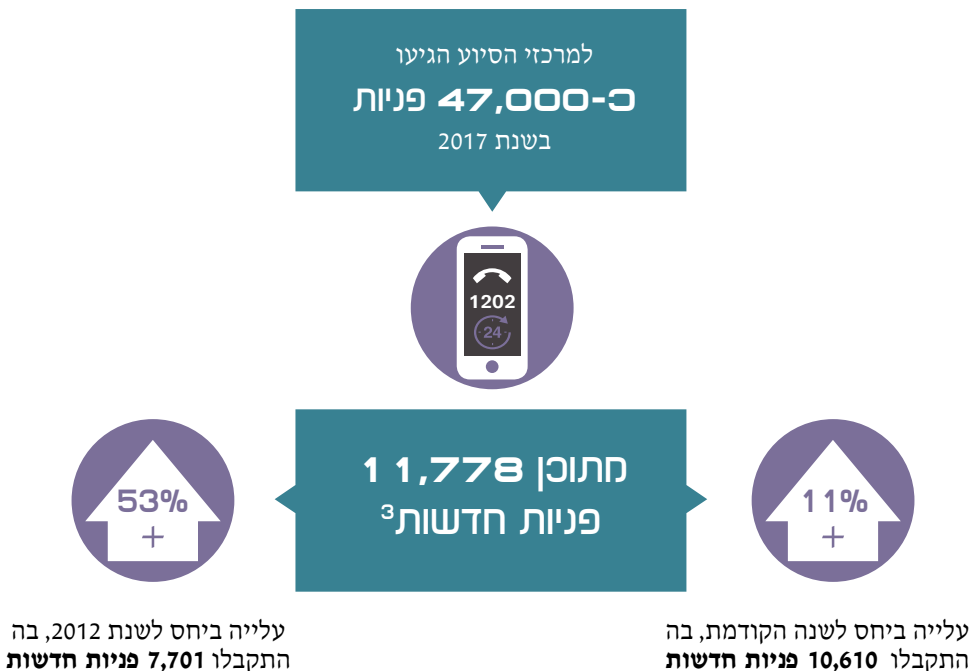 למרכזי הסיוע הגיעו
כ-47,000 פניות
בשנת 2017
1202
24
מתוכן 11,778
פניות חדשות³
11%
+
עלייה ביחס לשנה הקודמת, בה
התקבלו 10,610 פניות חדשות
53%
+
עלייה ביחס לשנת 2012, בה
התקבלו 7,701 פניות חדשות